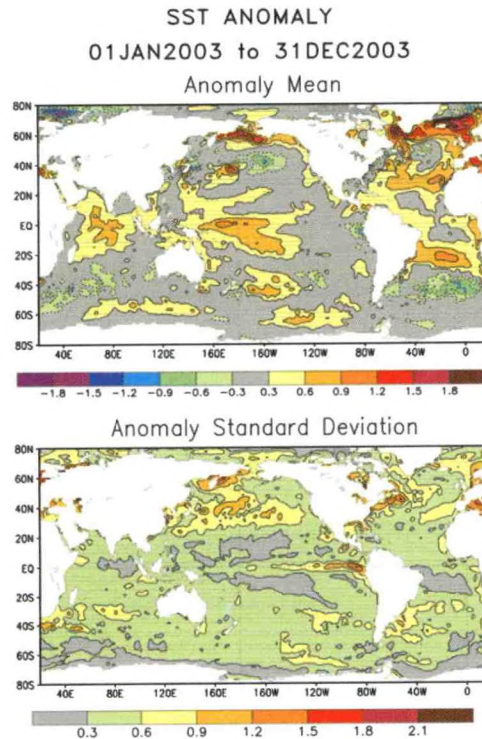 SST ANOMALY
01JAN2003 to 31DEC2003
Anomaly Mean
80N
60N
40N
20N
EQ
20S
40S
60S
80S
40E 80E 120E 160E 160W 120W 80W 40W 0
-1.8 -1.5 -1.2 -0.9 -0.6 -0.3 0.3 0.6 0.9 1.2 1.5 1.8
Anomaly Standard Deviation
80N
60N
40N
20N
EQ
20S
40S
60S
80S
40E 80E 120E 160E 160W 120W 80W 40W 0
0.3 0.6 0.9 1.2 1.5 1.8 2.1